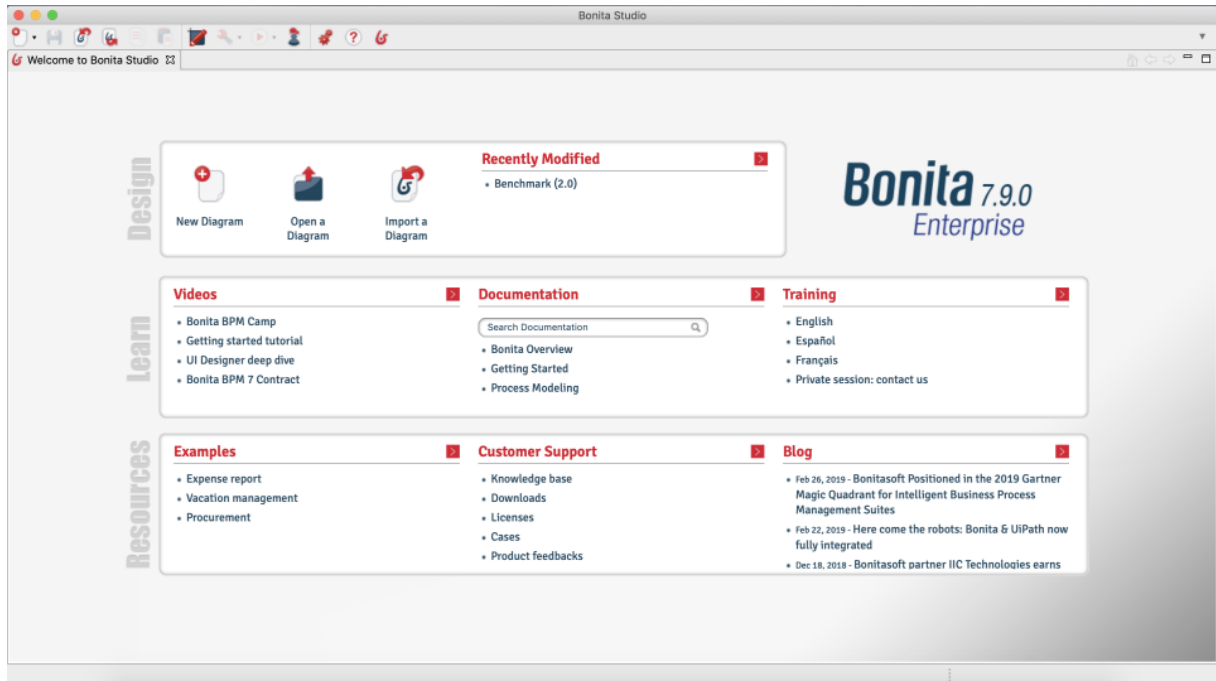 Bonita Studio
Welcome to Bonita Studio
Design
New Diagram
Open a
Diagram
Import a
Diagram
Recently Modified
Benchmark (2.0)
Bonita 7.9.0
Enterprise
Learn
Videos
Bonita BPM Camp
Getting started tutorial
UI Designer deep dive
Bonita BPM 7 Contract
Documentation
Search Documentation
Bonita Overview
Getting Started
Process Modeling
Training
English
Español
Français
Private session: contact us
Resources
Examples
Expense report
Vacation management
Procurement
Customer Support
Knowledge base
Downloads
Licenses
Cases
Product feedbacks
Blog
Feb 26, 2019 - Bonitasoft Positioned in the 2019 Gartner
Magic Quadrant for Intelligent Business Process
Management Suites
Feb 22, 2019 - Here come the robots: Bonita & UiPath now
fully integrated
Dec 18, 2018 - Bonitasoft partner IIC Technologies earns